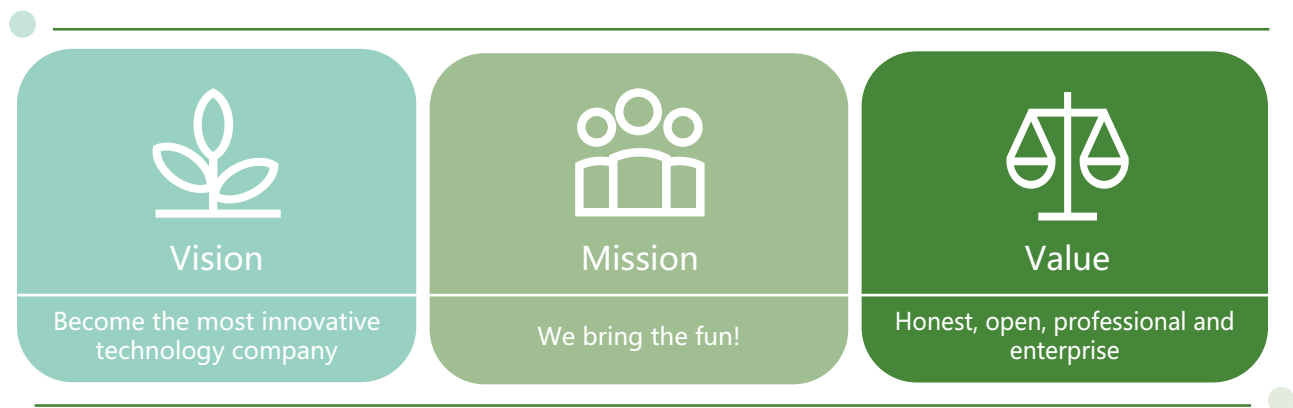 Vision
Become the most innovative
technology company
Mission
We bring the fun!
Value
Honest, open, professional and
enterprise